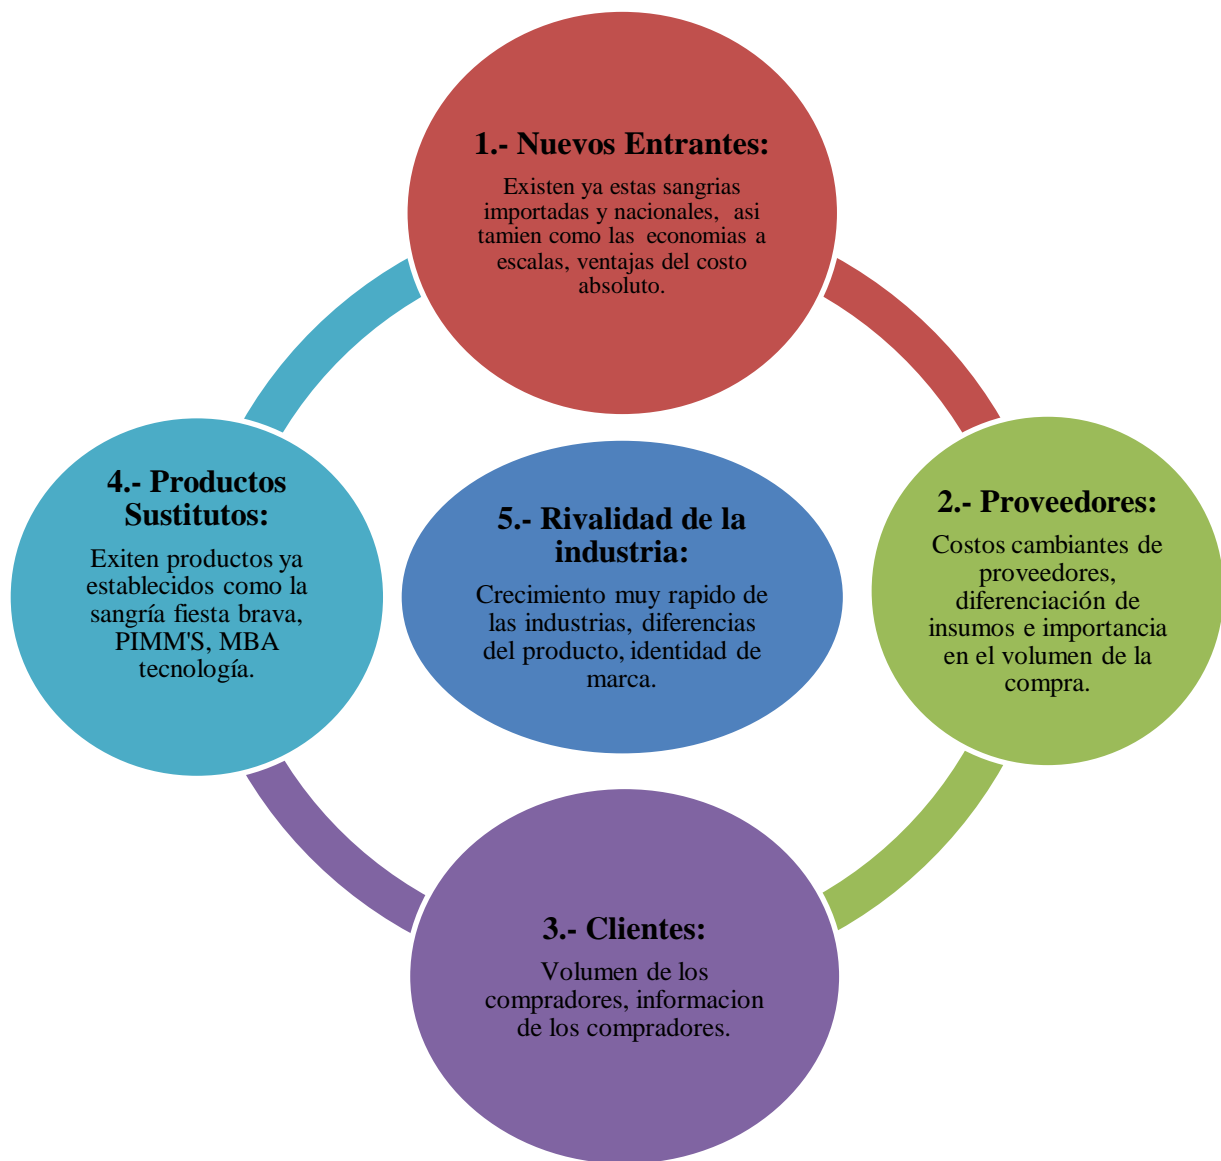 1.- Nuevos Entrantes:
Existen ya estas sangrias
importadas y nacionales,  asi
tamien como las  economias a
escalas, ventajas del costo
absoluto.
2.- Proveedores:
Costos cambiantes de
proveedores,
diferenciación de
insumos e importancia
en el volumen de la
compra.
3.- Clientes:
Volumen de los
compradores, informacion
de los compradores.
4.- Productos
Sustitutos:
Exiten productos ya
establecidos como la
sangría fiesta brava,
PIMM'S, MBA
tecnología.
5.- Rivalidad de la
industria:
Crecimiento muy rapido de
las industrias, diferencias
del producto, identidad de
marca.